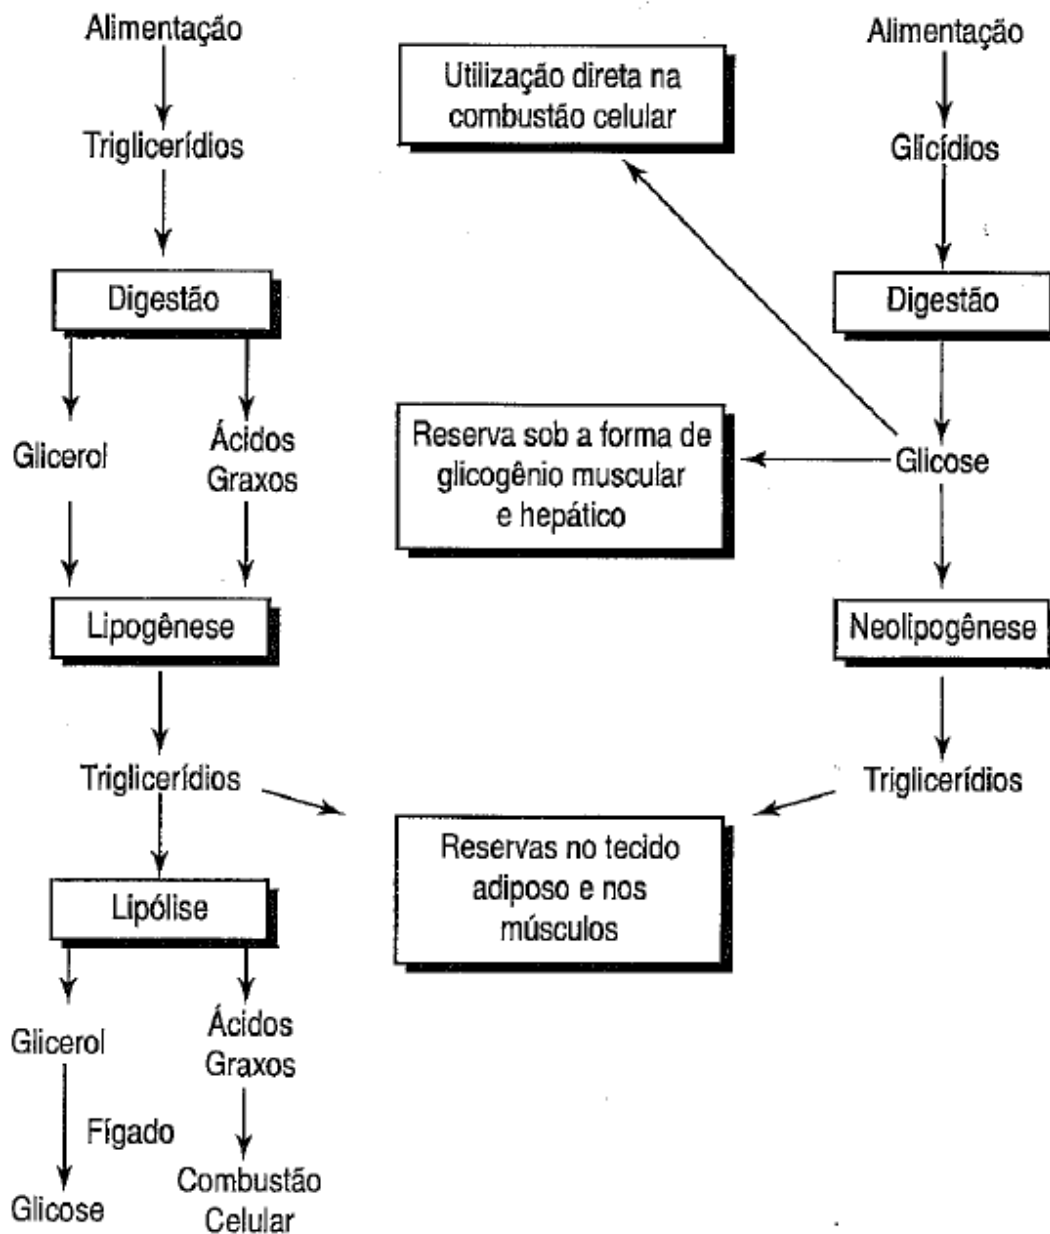 Alimentação
Triglicerídios
Digestão
Glicerol
Ácidos
Graxos
Lipogênese
Triglicerídios
Lipólise
Glicerol
Ácidos
Graxos
Fígado
Glicose
Combustão
Celular
Utilização direta na
combustão celular
Reserva sob a forma de
glicogênio muscular
e hepático
Reservas no tecido
adiposo e nos
músculos
Alimentação
Glicídios
Digestão
Glicose
Neolipogênese
Triglicerídios